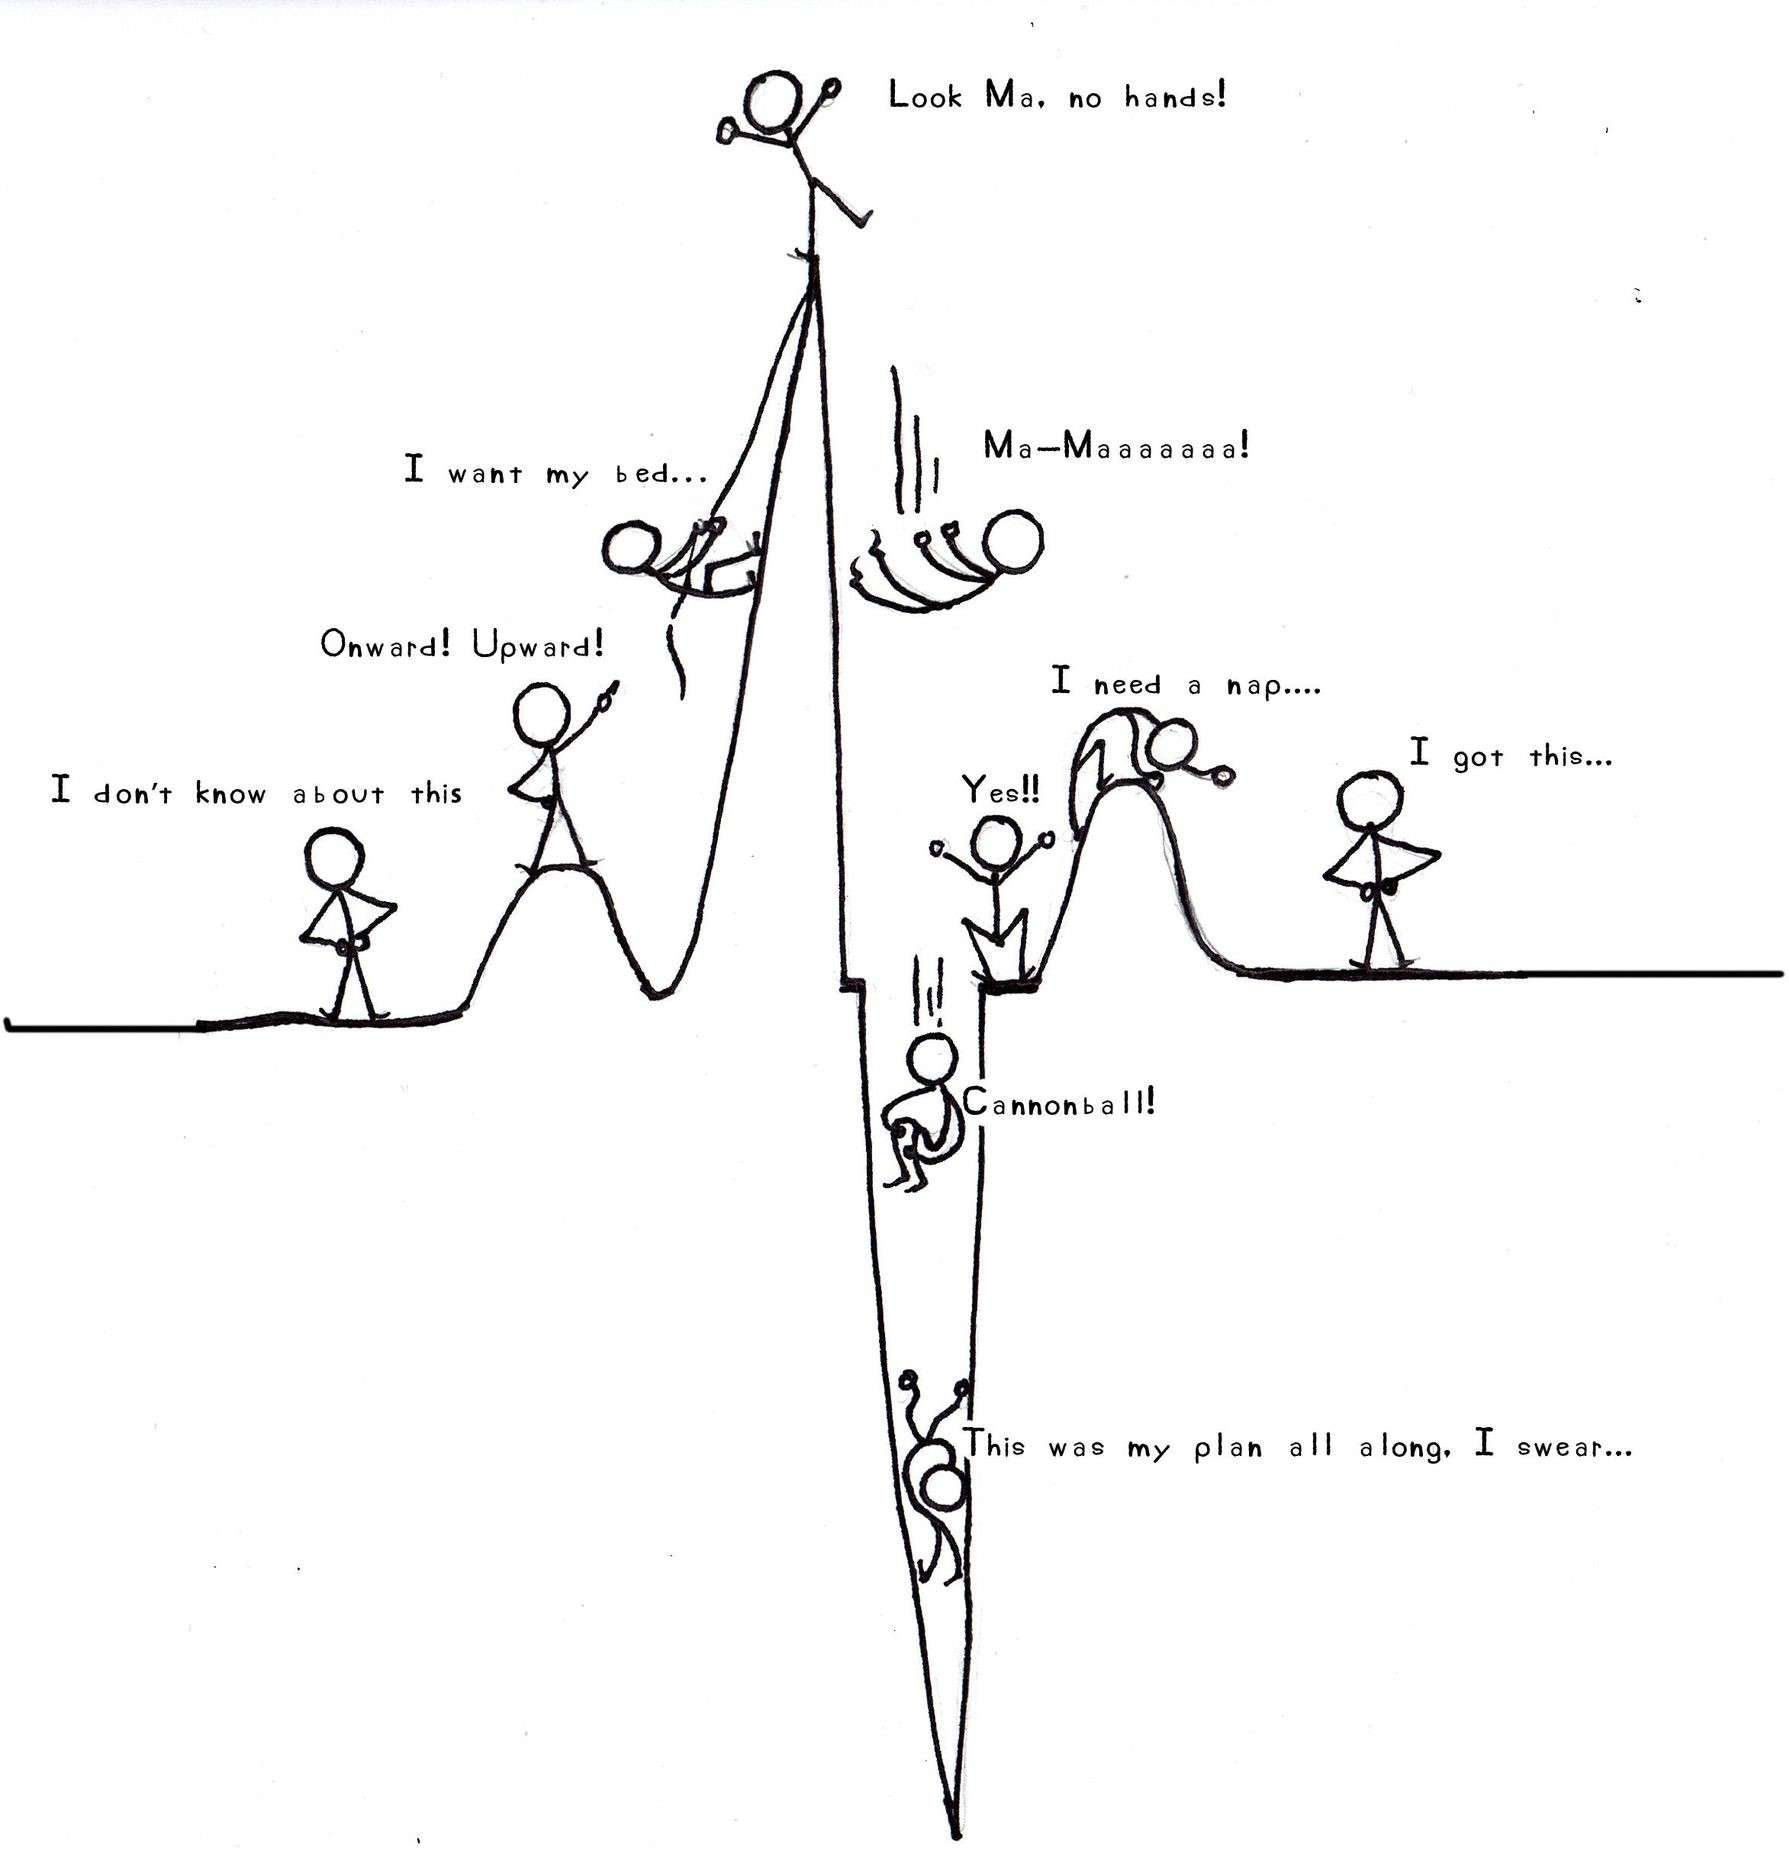 Look Ma, no hands!
I want my bed...
Ma-Maaaaaaa!
Onward! Upward!
I need a nap....
I don't know about this
Yes!!
I got this...
Cannonball!
This was my plan all along, I swear...